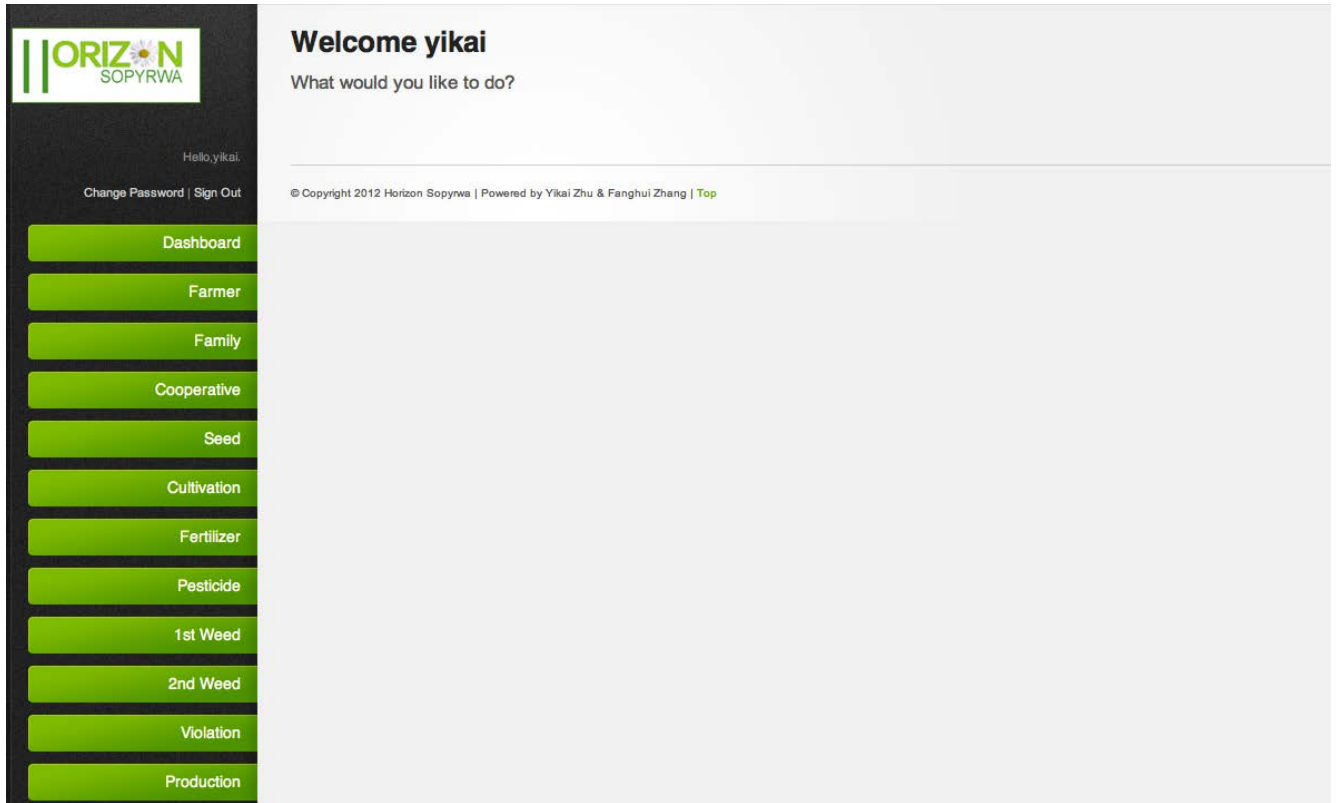 HORIZON
SOPYRWA
Hello,yikai.
Change Password | Sign Out
Dashboard
Farmer
Family
Cooperative
Seed
Cultivation
Fertilizer
Pesticide
1st Weed
2nd Weed
Violation
Production
Welcome yikai
What would you like to do?
© Copyright 2012 Horizon Sopyrwa | Powered by Yikai Zhu & Fanghui Zhang | Top